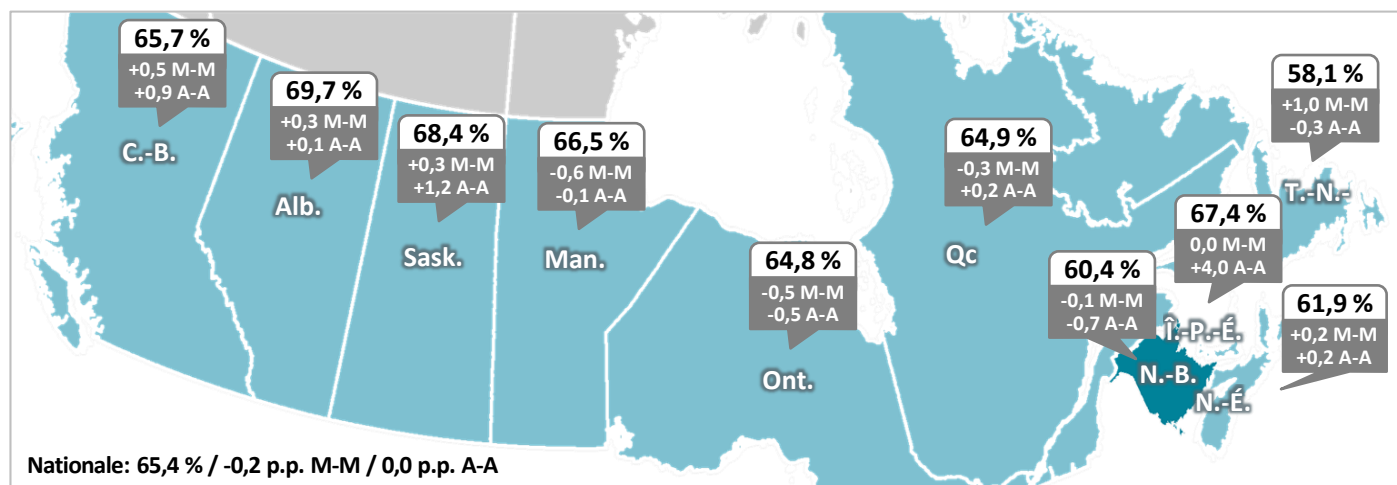 65,7 %
+0,5 M-M
+0,9 A-A
C.-B.
69,7 %
+0,3 M-M
+0,1 A-A
Alb.
68,4 %
+0,3 M-M
+1,2 A-A
Sask.
66,5 %
-0,6 M-M
-0,1 A-A
Man.
64,8 %
-0,5 M-M
-0,5 A-A
Ont.
64,9 %
-0,3 M-M
+0,2 A-A
Qc
58,1 %
+1,0 M-M
-0,3 A-A
T.-N.-
67,4 %
0,0 M-M
+4,0 A-A
Î.-P.-É.
60,4 %
-0,1 M-M
-0,7 A-A
N.-B.
61,9 %
+0,2 M-M
+0,2 A-A
N.-É.
Nationale: 65,4 % / -0,2 p.p. M-M / 0,0 p.p. A-A